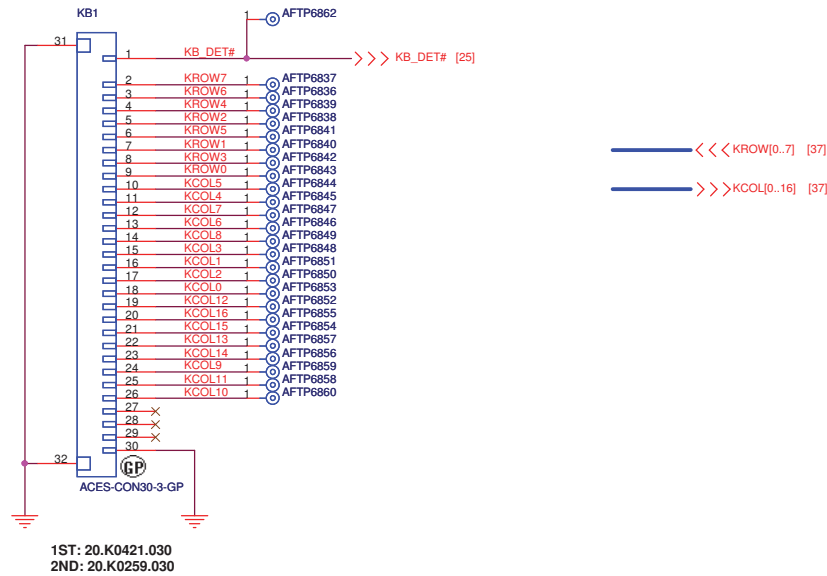 KB1
1 AFTP6862
31
1 KB_DET# KB_DET# [25]
2 KROW7 1 AFTP6837
3 KROW6 1 AFTP6836
4 KROW4 1 AFTP6839
5 KROW2 1 AFTP6838
6 KROW5 1 AFTP6841
7 KROW1 1 AFTP6840
8 KROW3 1 AFTP6842
9 KROW0 1 AFTP6843
10 KCOL5 1 AFTP6844
11 KCOL4 1 AFTP6845
12 KCOL7 1 AFTP6847
13 KCOL6 1 AFTP6846
14 KCOL8 1 AFTP6849
15 KCOL3 1 AFTP6848
16 KCOL1 1 AFTP6851
17 KCOL2 1 AFTP6850
18 KCOL0 1 AFTP6853
19 KCOL12 1 AFTP6852
20 KCOL16 1 AFTP6855
21 KCOL15 1 AFTP6854
22 KCOL13 1 AFTP6857
23 KCOL14 1 AFTP6856
24 KCOL9 1 AFTP6859
25 KCOL11 1 AFTP6858
26 KCOL10 1 AFTP6860
27
28
29
30
32
GP
ACES-CON30-3-GP
1ST: 20.K0421.030
2ND: 20.K0259.030
KROW[0..7] [37]
KCOL[0..16] [37]